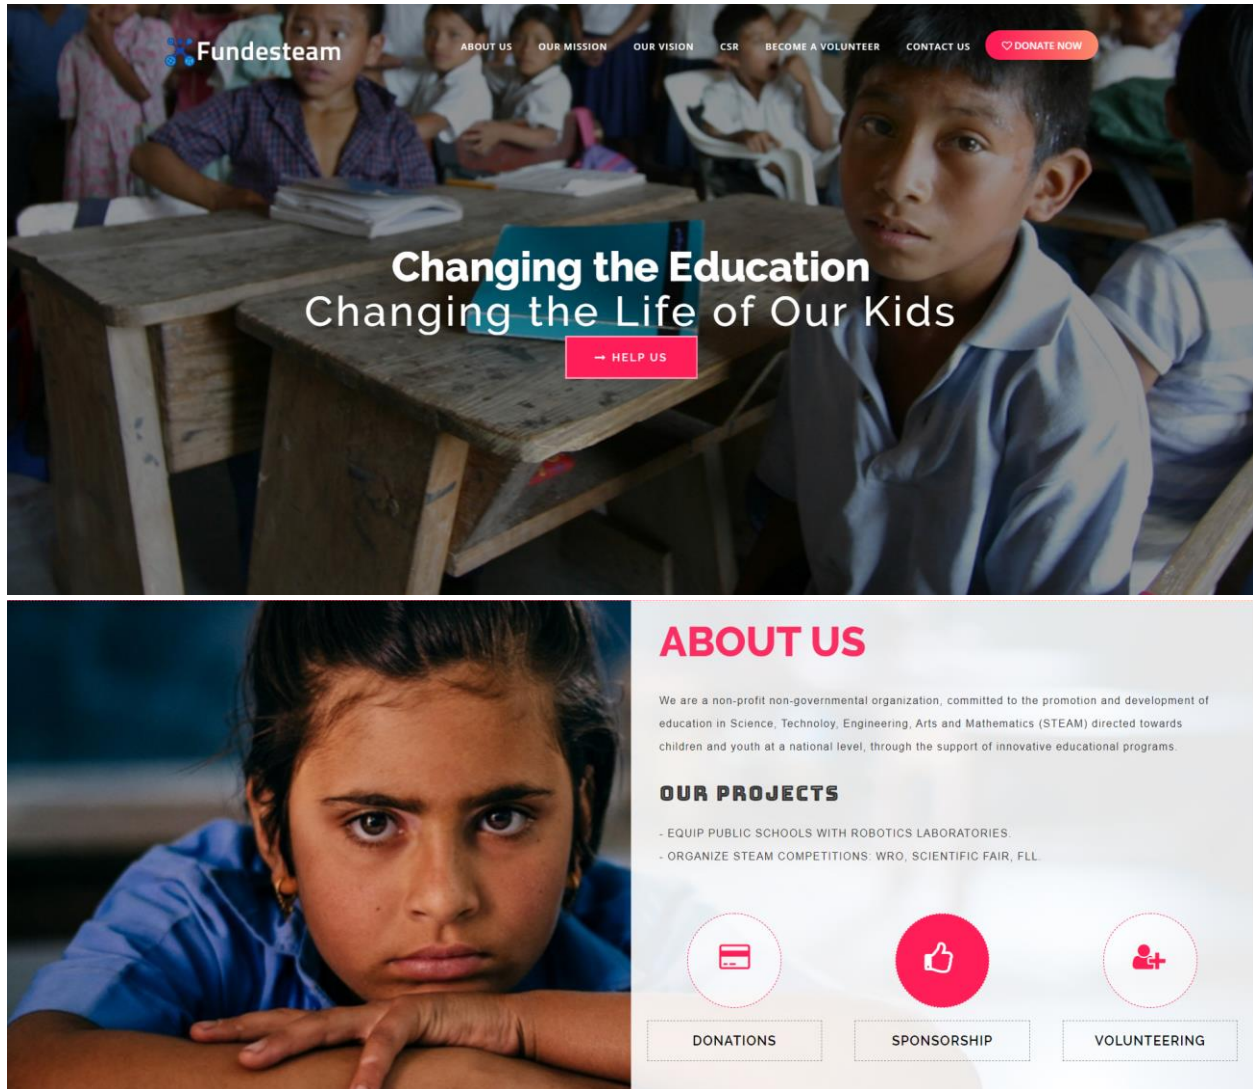 Fundesteam
ABOUT US OUR MISSION OUR VISION CSR BECOME A VOLUNTEER CONTACT US DONATE NOW
Changing the Education
Changing the Life of Our Kids
HELP US
ABOUT US
We are a non-profit non-governmental organization, committed to the promotion and development of
education in Science, Technoloy, Engineering, Arts and Mathematics (STEAM) directed towards
children and youth at a national level, through the support of innovative educational programs.
OUR PROJECTS
- EQUIP PUBLIC SCHOOLS WITH ROBOTICS LABORATORIES.
- ORGANIZE STEAM COMPETITIONS: WRO, SCIENTIFIC FAIR, FLL.
DONATIONS SPONSORSHIP VOLUNTEERING